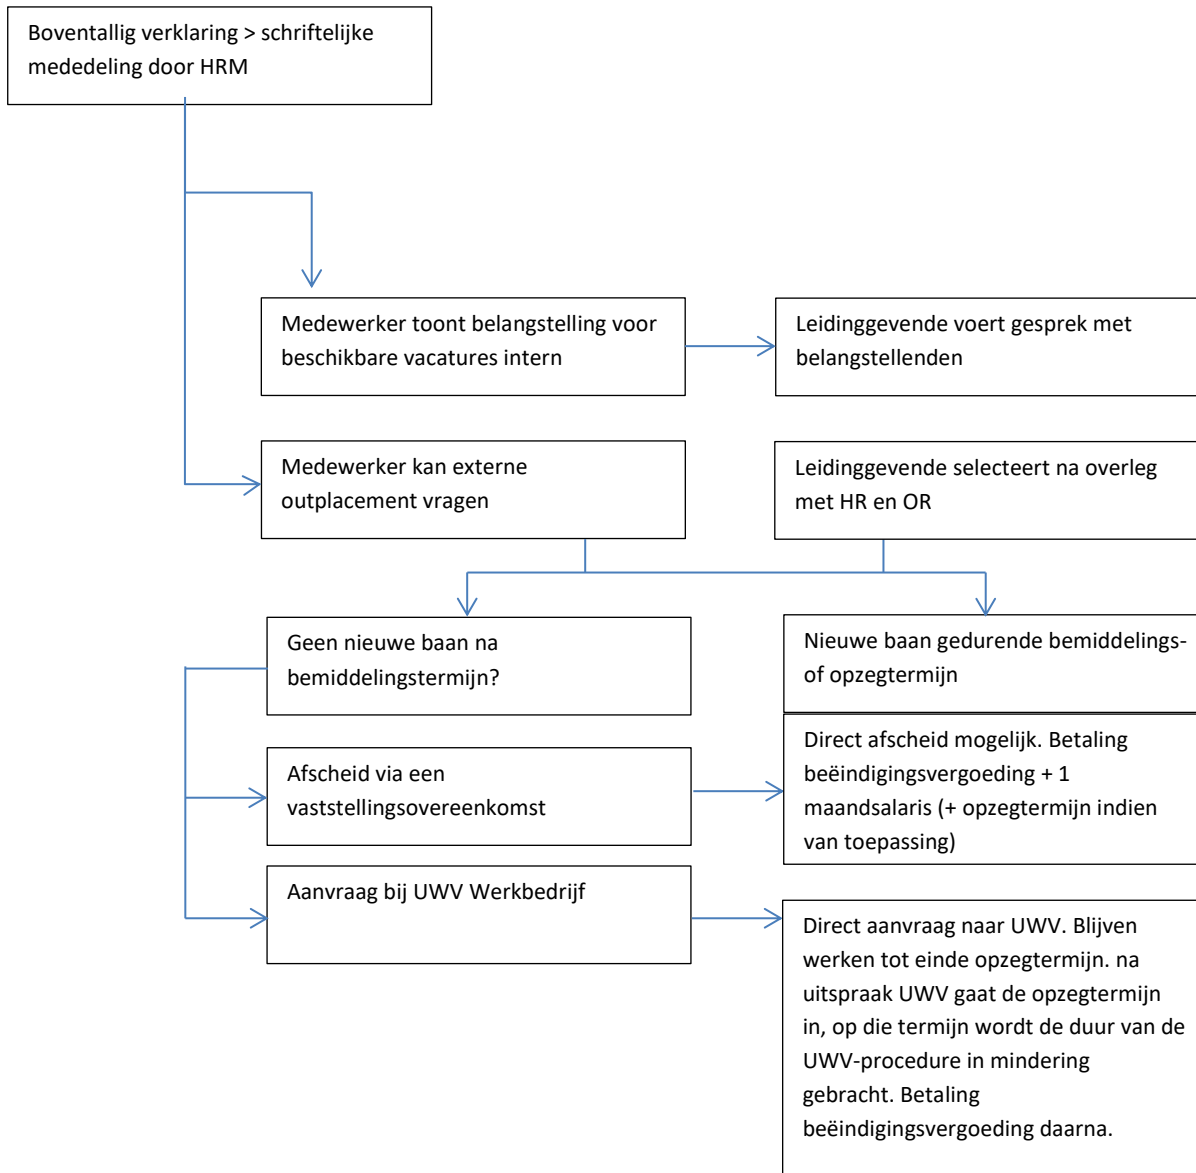 Boventallig verklaring > schriftelijke
mededeling door HRM
Medewerker toont belangstelling voor
beschikbare vacatures intern
Leidinggevende voert gesprek met
belangstellenden
Medewerker kan externe
outplacement vragen
Leidinggevende selecteert na overleg
met HR en OR
Geen nieuwe baan na
bemiddelingstermijn?
Nieuwe baan gedurende bemiddelings-
of opzegtermijn
Afscheid via een
vaststellingsovereenkomst
Direct afscheid mogelijk. Betaling
beëindigingsvergoeding + 1
maandsalaris (+ opzegtermijn indien
van toepassing)
Aanvraag bij UWV Werkbedrijf
Direct aanvraag naar UWV. Blijven
werken tot einde opzegtermijn. na
uitspraak UWV gaat de opzegtermijn
in, op die termijn wordt de duur van de
UWV-procedure in mindering
gebracht. Betaling
beëindigingsvergoeding daarna.